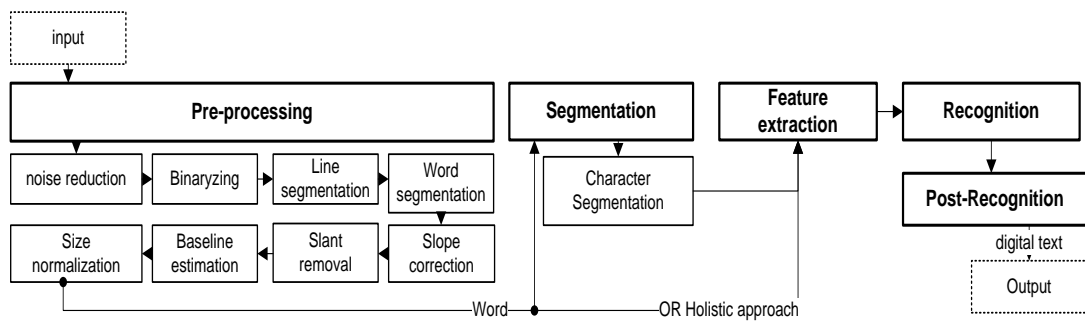 input
Pre-processing
Segmentation
Feature
extraction
Recognition
noise reduction
Binaryzing
Line
segmentation
Word
segmentation
Character
Segmentation
Post-Recognition
Size
normalization
Baseline
estimation
Slant
removal
Slope
correction
digital text
Output
Word
OR Holistic approach